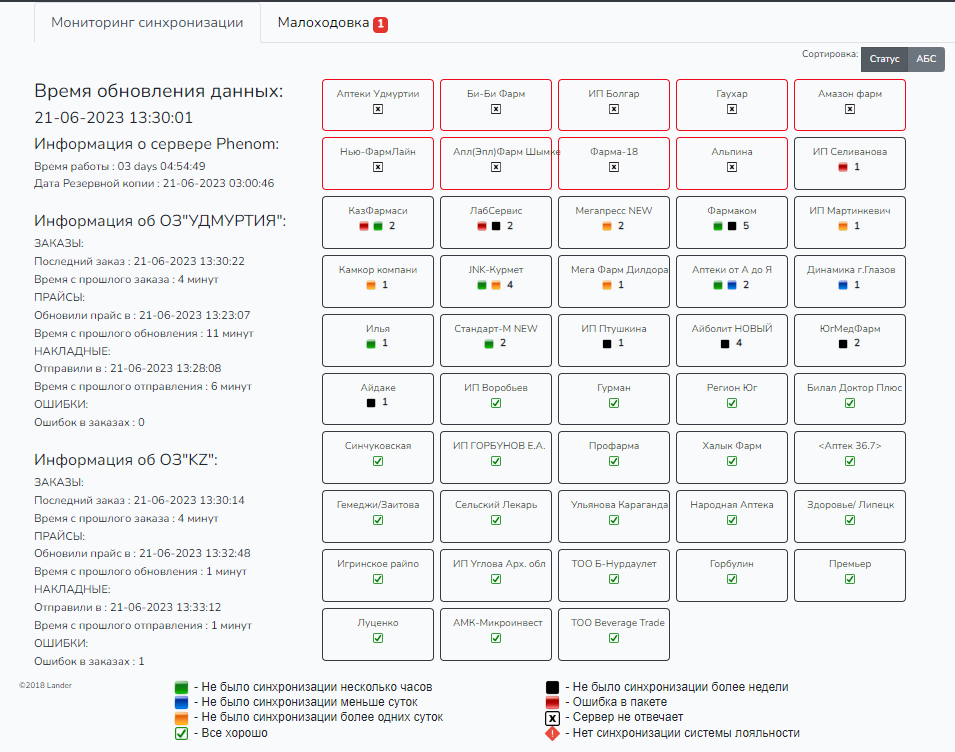 Мониторинг синхронизации
Малоходовка 1
Сортировка: Статус АБС
Время обновления данных:
21-06-2023 13:30:01
Информация о сервере Phenom:
Время работы : 03 days 04:54:49
Дата Резервной копии : 21-06-2023 03:00:46
Информация об ОЗ"УДМУРТИЯ":
ЗАКАЗЫ:
Последний заказ : 21-06-2023 13:30:22
Время с прошлого заказа : 4 минут
ПРАЙСЫ:
Обновили прайс в : 21-06-2023 13:23:07
Время с прошлого обновления : 11 минут
НАКЛАДНЫЕ:
Отправили в : 21-06-2023 13:28:08
Время с прошлого отправления : 6 минут
ОШИБКИ:
Ошибок в заказах : 0
Информация об ОЗ"KZ":
ЗАКАЗЫ:
Последний заказ : 21-06-2023 13:30:14
Время с прошлого заказа : 4 минут
ПРАЙСЫ:
Обновили прайс в : 21-06-2023 13:32:48
Время с прошлого обновления : 1 минут
НАКЛАДНЫЕ:
Отправили в : 21-06-2023 13:33:12
Время с прошлого отправления : 1 минут
ОШИБКИ:
Ошибок в заказах : 1
Аптеки Удмуртии
Би-Би Фарм
ИП Болгар
Гаухар
Амазон фарм
Нью-ФармЛайн
Апл(Эпл)Фарм Шымке
Фарма-18
Альпина
ИП Селиванова
1
КазФармаси
2
ЛабСервис
2
Мегапресс NEW
2
Фармаком
5
ИП Мартинкевич
1
Камкор компани
1
JNK-Курмет
4
Мега Фарм Дилдора
1
Аптеки от А до Я
2
Динамика г.Глазов
1
Илья
1
Стандарт-М NEW
2
ИП Птушкина
1
Айболит НОВЫЙ
4
ЮгМедФарм
2
Айдаке
1
ИП Воробьев
Гурман
Регион Юг
Билал Доктор Плюс
Синчуковская
ИП ГОРБУНОВ Е.А.
Профарма
Халык Фарм
<Аптек 36.7>
Гемеджи/Заитова
Сельский Лекарь
Ульянова Караганда
Народная Аптека
Здоровье/ Липецк
Игринское райпо
ИП Углова Арх. обл
ТОО Б-Нурдаулет
Горбулин
Премьер
Луценко
АМК-Микроинвест
ТОО Beverage Trade
©2018 Lander
- Не было синхронизации несколько часов
- Не было синхронизации меньше суток
- Не было синхронизации более одних суток
- Все хорошо
- Не было синхронизации более недели
- Ошибка в пакете
- Сервер не отвечает
- Нет синхронизации системы лояльности